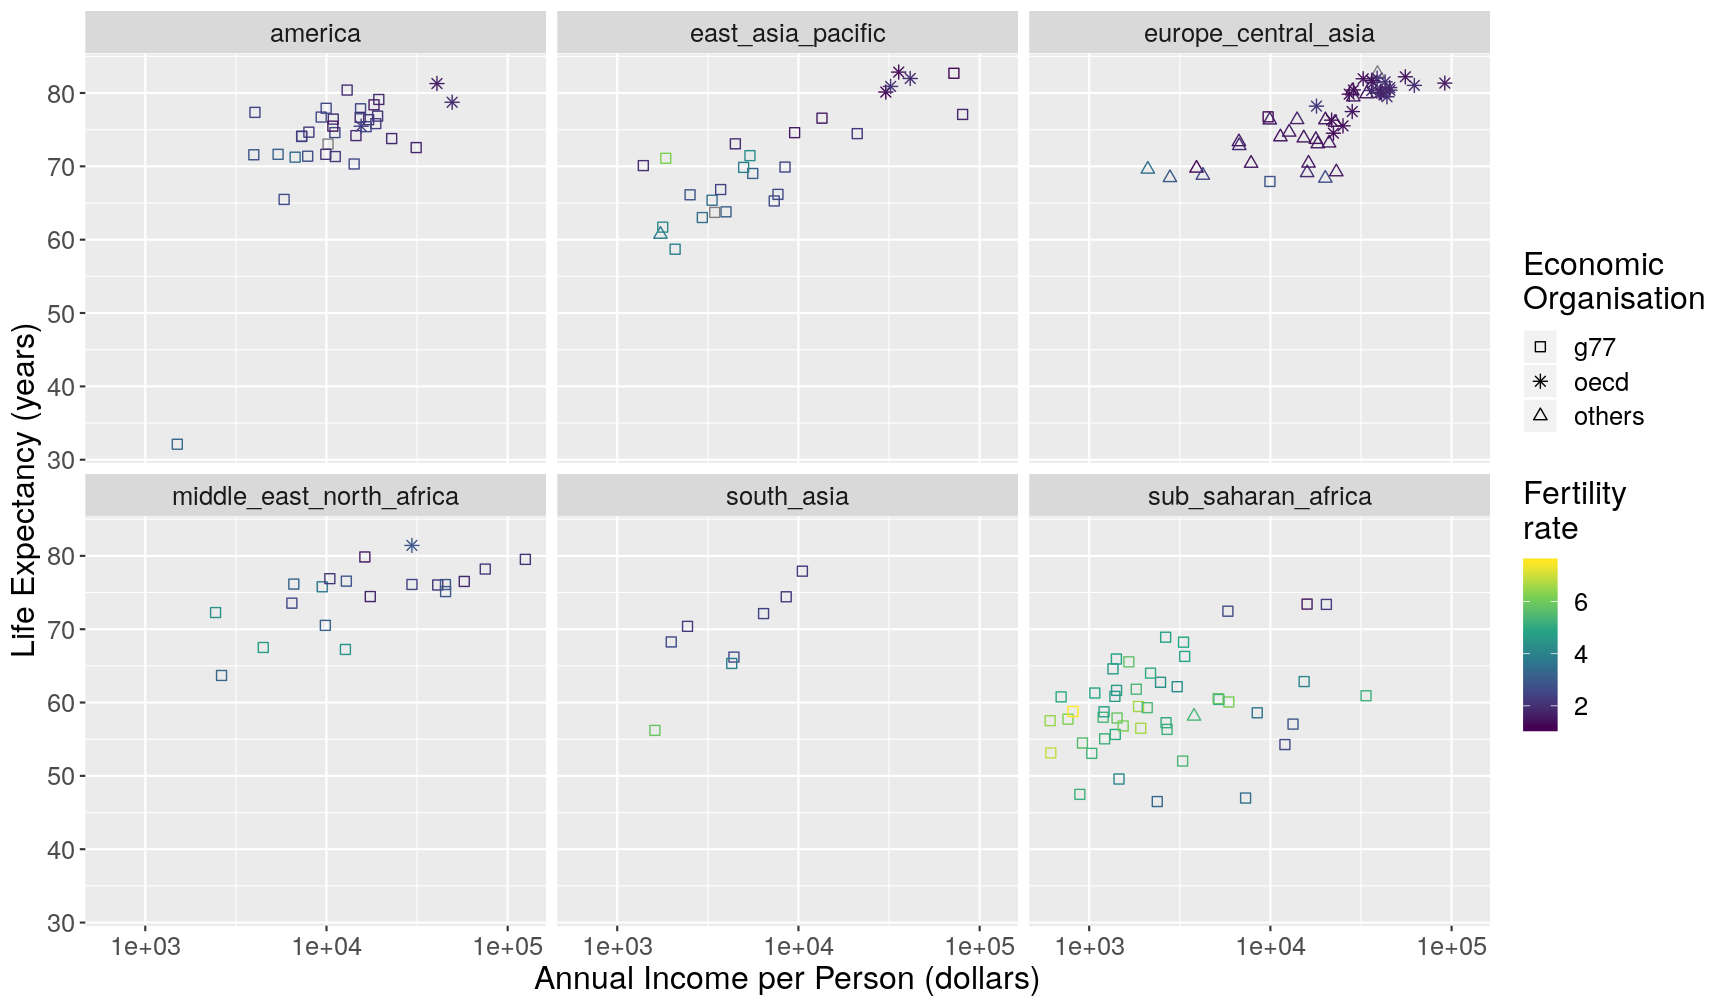 america
east_asia_pacific
europe_central_asia
80
70
60
50
40
30
middle_east_north_africa
south_asia
sub_saharan_africa
80
70
60
50
40
30
1e+03
1e+04
1e+05
1e+03
1e+04
1e+05
1e+03
1e+04
1e+05
Annual Income per Person (dollars)
Life Expectancy (years)
Economic
Organisation
g77
oecd
others
Fertility
rate
6
4
2